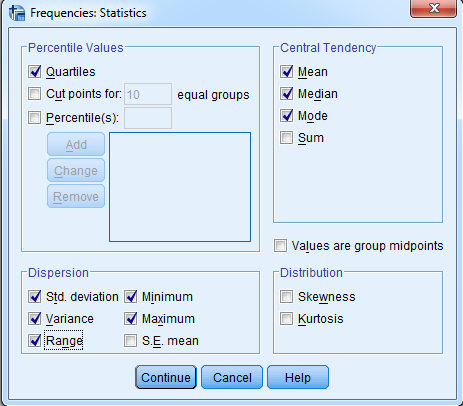 Frequencies: Statistics
Percentile Values
Quartiles
Cut points for: 10 equal groups
Percentile(s):
Add
Change
Remove
Central Tendency
Mean
Median
Mode
Sum
Values are group midpoints
Dispersion
Std. deviation Minimum
Variance Maximum
Range S.E. mean
Distribution
Skewness
Kurtosis
Continue Cancel Help